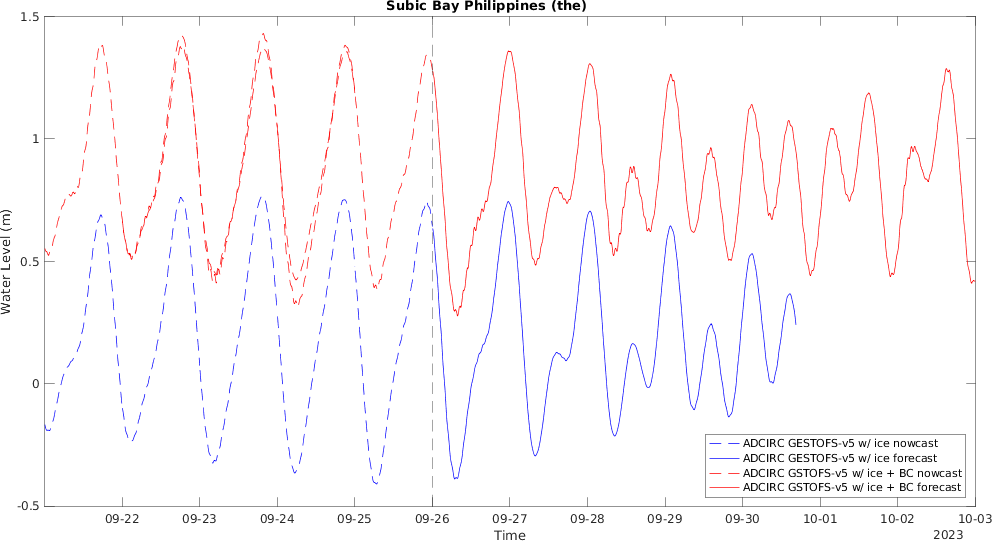 Subic Bay Philippines (the)
1.5
1
0.5
0
-0.5
Water Level (m)
ADCIRC GESTOFS-v5 w/ ice nowcast
ADCIRC GESTOFS-v5 w/ ice forecast
ADCIRC GSTOFS-v5 w/ ice + BC nowcast
ADCIRC GSTOFS-v5 w/ ice + BC forecast
09-22 09-23 09-24 09-25 09-26 09-27 09-28 09-29 09-30 10-01 10-02 10-03
Time
2023